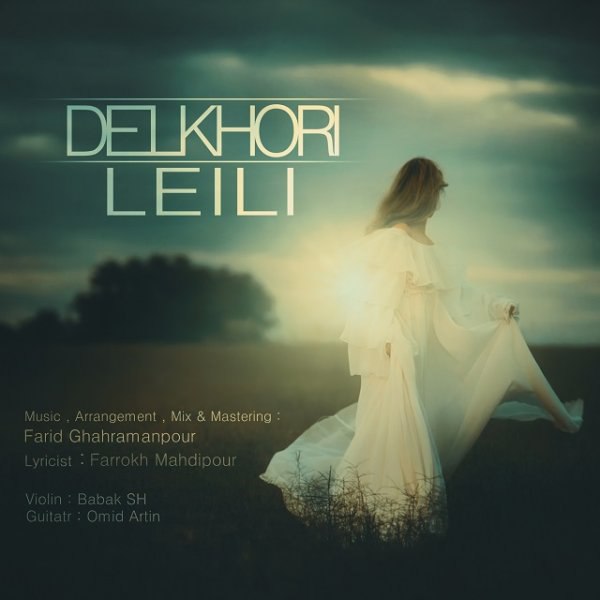 DELKHORI
LEILI
Music , Arrangement , Mix & Mastering :
Farid Ghahramanpour
Lyricist : Farrokh Mahdipour
Violin : Babak SH
Guitatr : Omid Artin